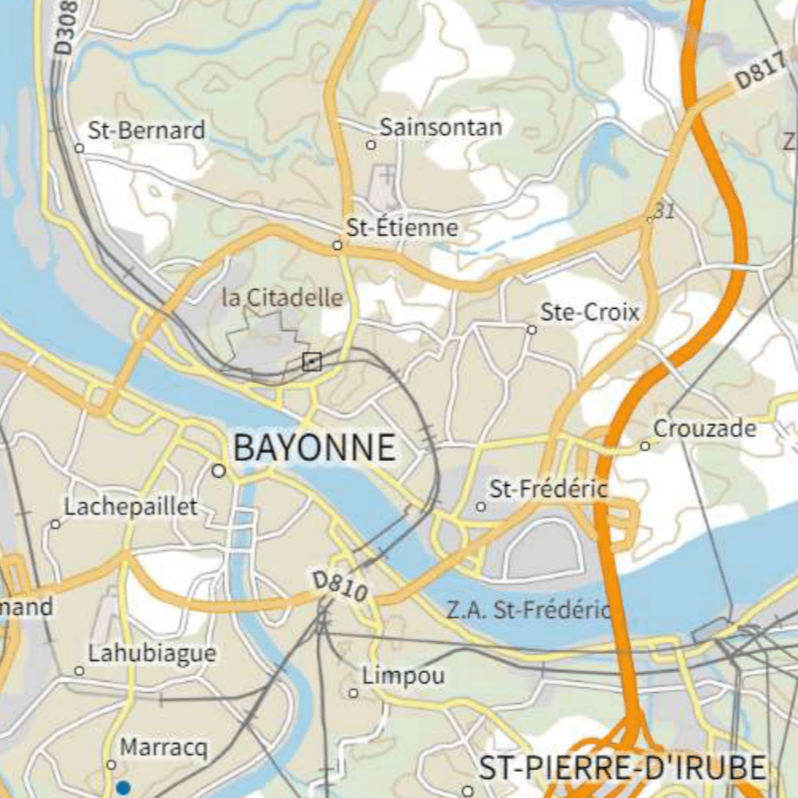 D308
D817
St-Bernard
Sainsontan
Z
31
St-Étienne
la Citadelle
Ste-Croix
Crouzade
BAYONNE
St-Frédéric
Lachepaillet
D810
mand
Z.A. St-Frédéric
Lahubiague
Limpou
Marracq
ST-PIERRE-D'IRUBE